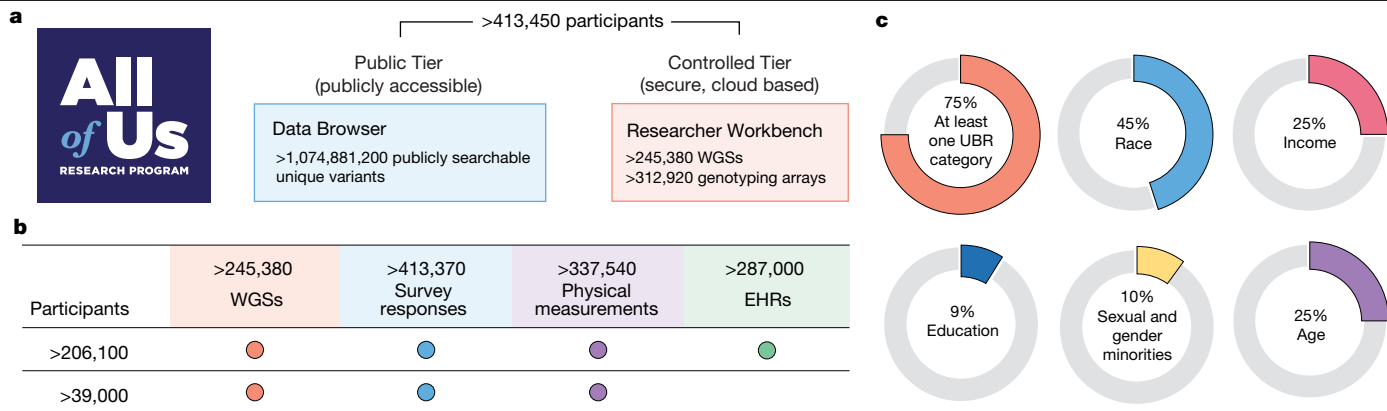 a
>413,450 participants
All
of Us
RESEARCH PROGRAM
Public Tier
(publicly accessible)
Data Browser
>1,074,881,200 publicly searchable
unique variants
Controlled Tier
(secure, cloud based)
Researcher Workbench
>245,380 WGSs
>312,920 genotyping arrays
b
Participants
>245,380
WGSs
>413,370
Survey
responses
>337,540
Physical
measurements
>287,000
EHRs
>206,100
>39,000
c
75%
At least
one UBR
category
45%
Race
25%
Income
9%
Education
10%
Sexual and
gender
minorities
25%
Age